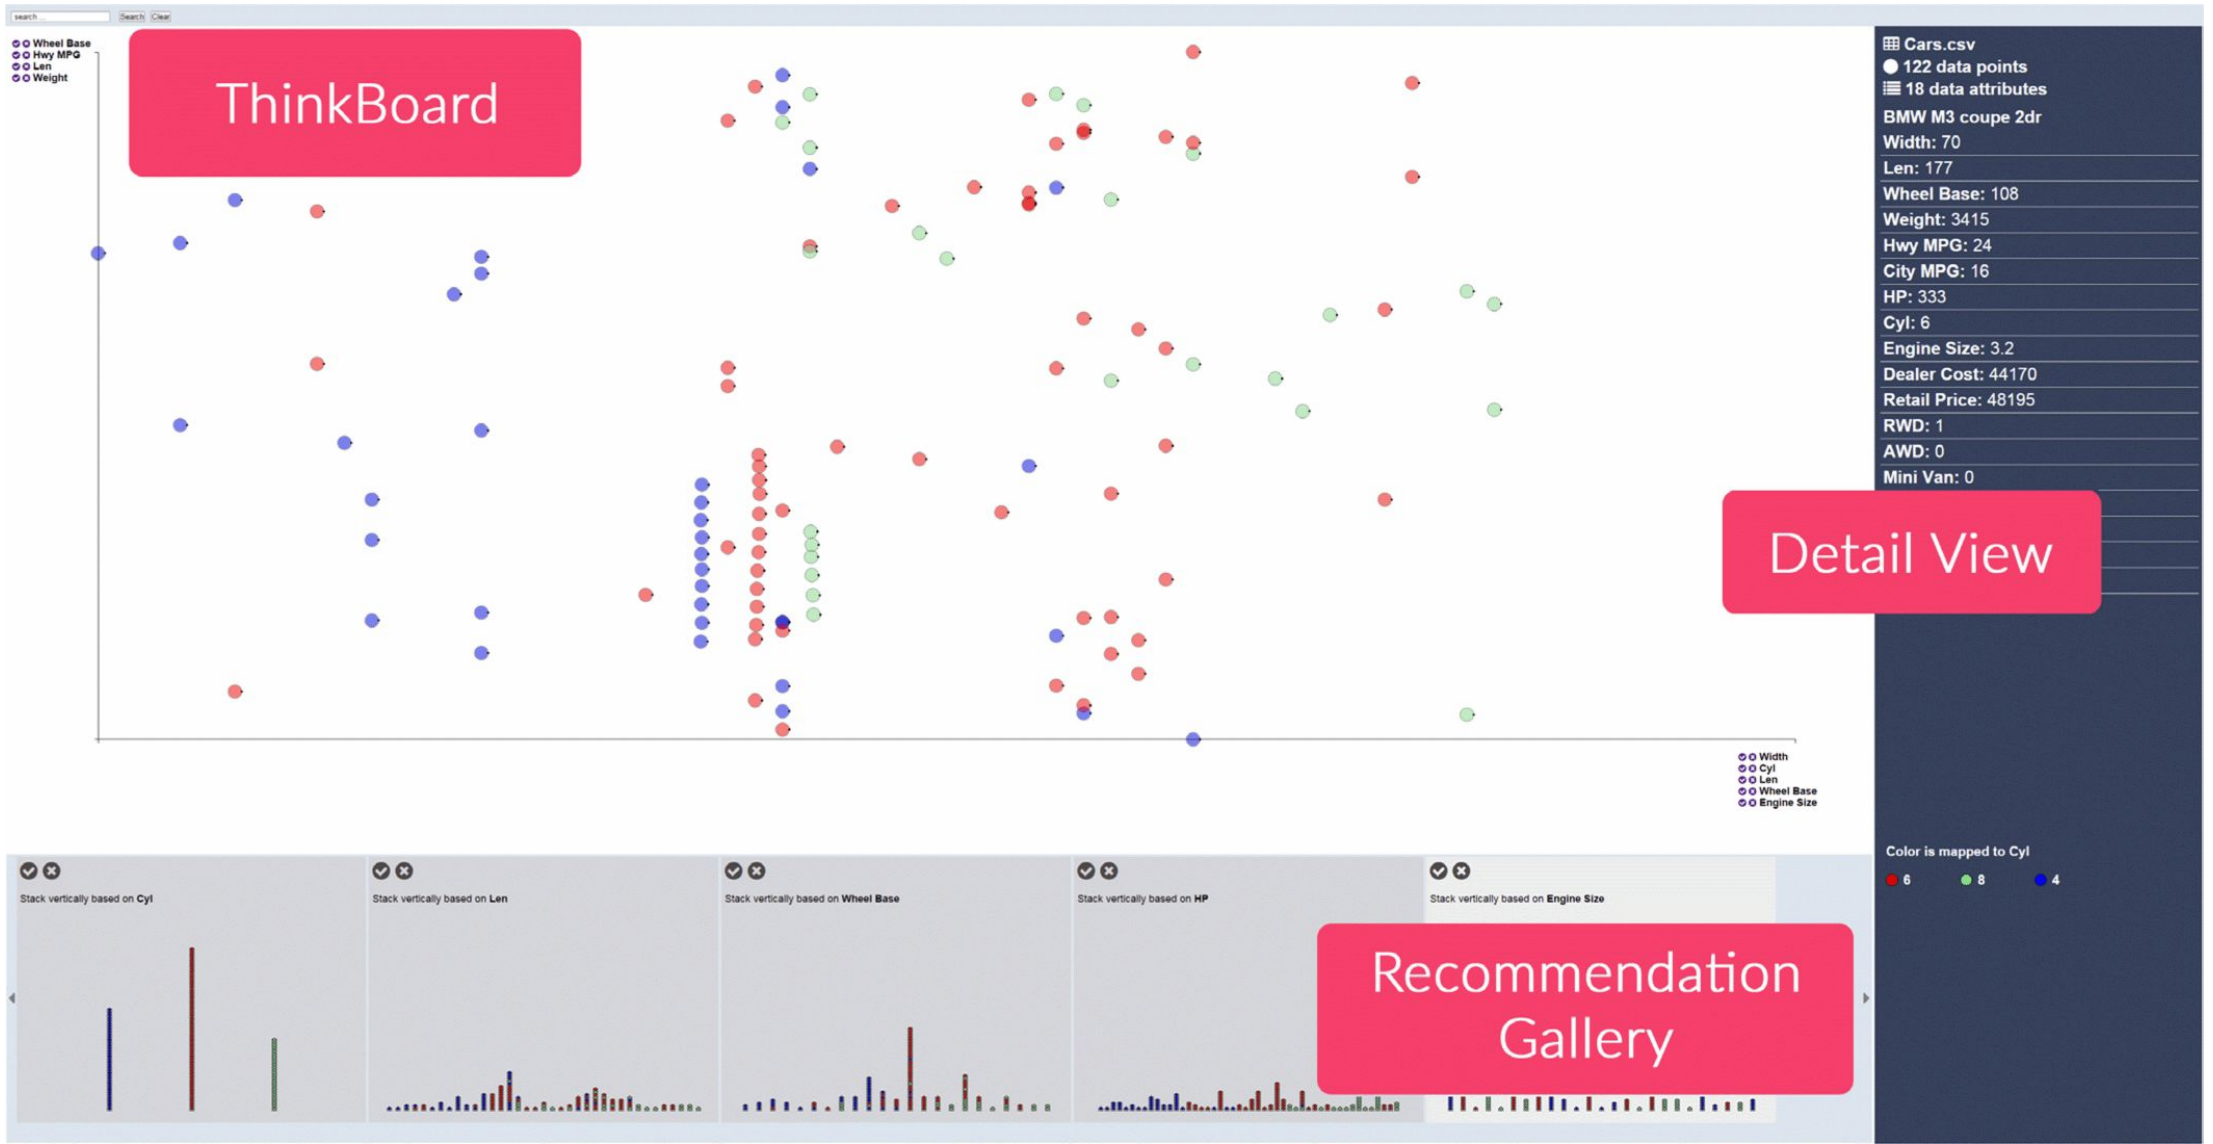 search ...
Search
Clear
Wheel Base
Hwy MPG
Len
Weight
ThinkBoard
Cars.csv
122 data points
18 data attributes
BMW M3 coupe 2dr
Width: 70
Len: 177
Wheel Base: 108
Weight: 3415
Hwy MPG: 24
City MPG: 16
HP: 333
Cyl: 6
Engine Size: 3.2
Dealer Cost: 44170
Retail Price: 48195
RWD: 1
AWD: 0
Mini Van: 0
Detail View
Width
Cyl
Len
Wheel Base
Engine Size
Color is mapped to Cyl
6
8
4
Stack vertically based on Cyl
Stack vertically based on Len
Stack vertically based on Wheel Base
Stack vertically based on HP
Stack vertically based on Engine Size
Recommendation
Gallery